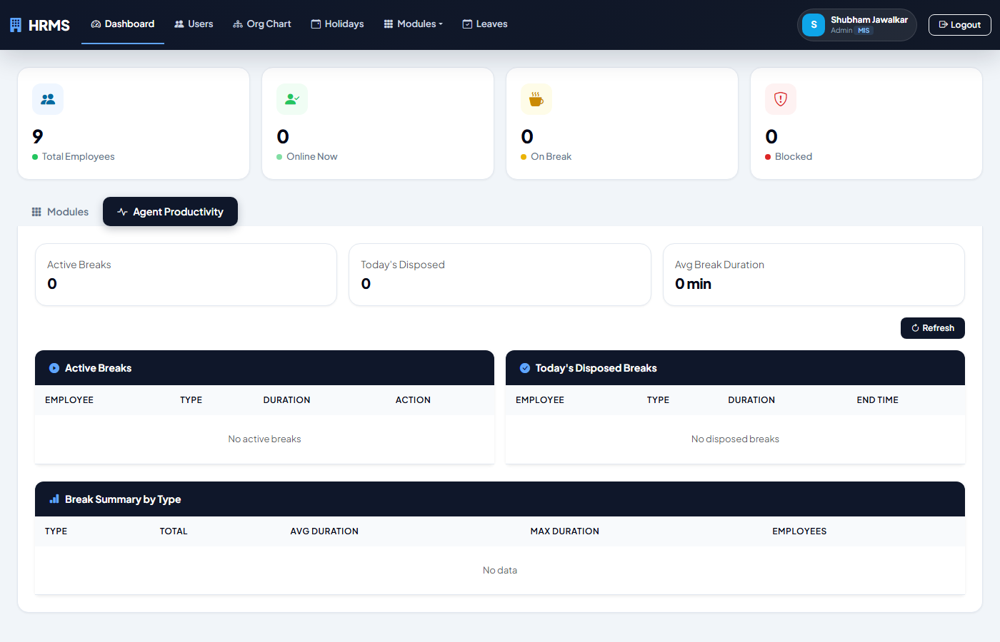 HRMS
Dashboard
Users
Org Chart
Holidays
Modules
Leaves
S
Shubham Jawalkar
Admin MIS
Logout
9
Total Employees
0
Online Now
0
On Break
0
Blocked
Modules
Agent Productivity
Active Breaks
0
Today's Disposed
0
Avg Break Duration
0 min
Refresh
Active Breaks
EMPLOYEE TYPE DURATION ACTION
No active breaks
Today's Disposed Breaks
EMPLOYEE TYPE DURATION END TIME
No disposed breaks
Break Summary by Type
TYPE TOTAL AVG DURATION MAX DURATION EMPLOYEES
No data